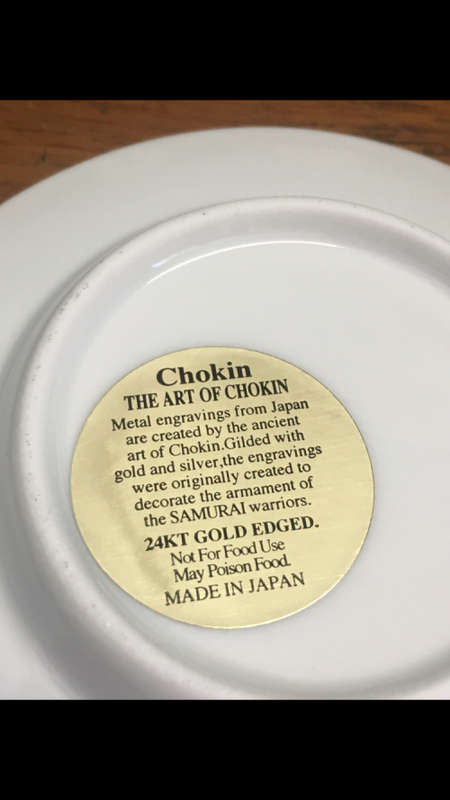 Chokin
THE ART OF CHOKIN
Metal engravings from Japan
are created by the ancient
art of Chokin.Gilded with
gold and silver,the engravings
were originally created to
decorate the armament of
the SAMURAI warriors.
24KT GOLD EDGED.
Not For Food Use
May Poison Food.
MADE IN JAPAN